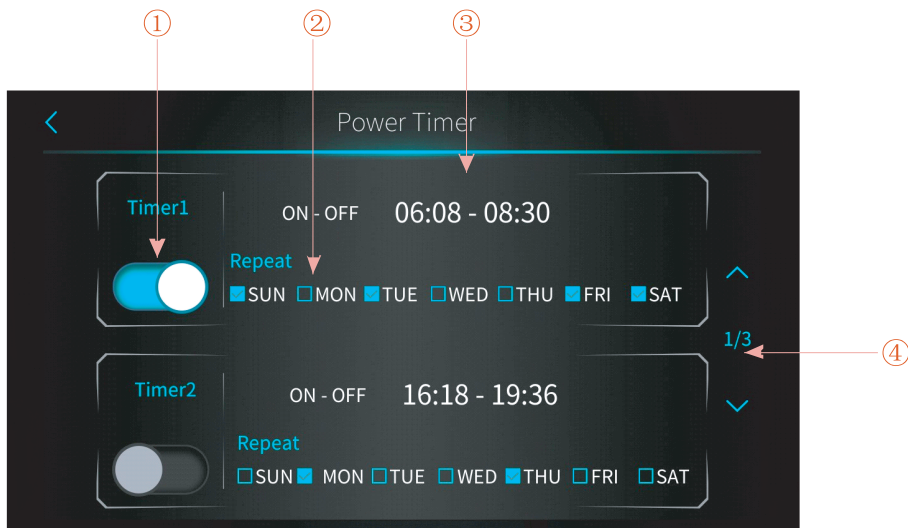 ① ② ③
Power Timer
Timer1 ON - OFF 06:08 - 08:30
Repeat
SUN MON TUE WED THU FRI SAT
1/3 ④
Timer2 ON - OFF 16:18 - 19:36
Repeat
SUN MON TUE WED THU FRI SAT